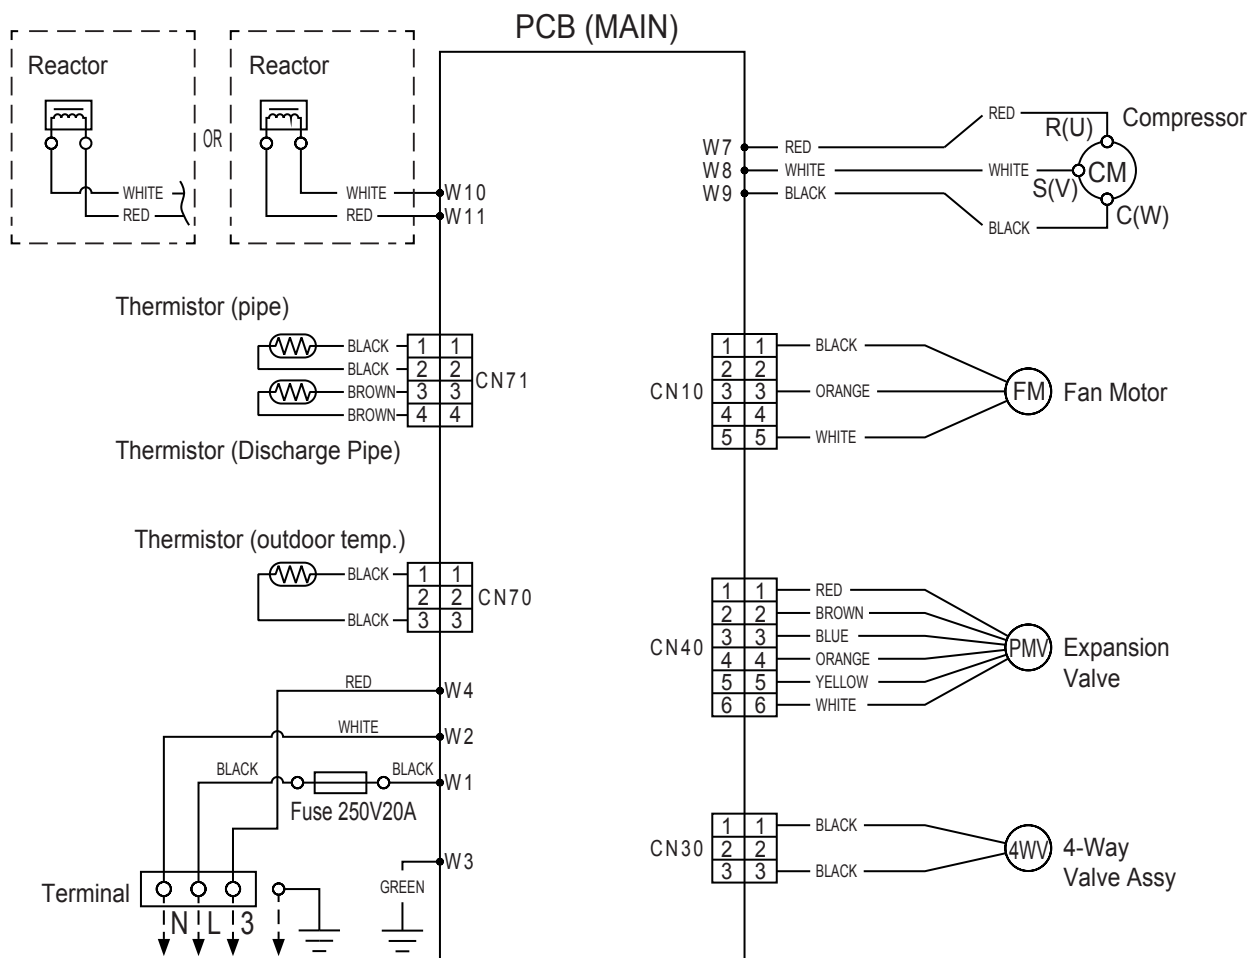 PCB (MAIN)
Reactor
WHITE
RED
OR
Reactor
WHITE
RED
W10
W11
W7
W8
W9
RED
WHITE
BLACK
RED
WHITE
BLACK
R(U)
S(V)
C(W)
CM
Compressor
Thermistor (pipe)
BLACK 1 1
BLACK 2 2
BROWN 3 3
BROWN 4 4
CN71
Thermistor (Discharge Pipe)
CN10
1 1 BLACK
2 2
3 3 ORANGE
4 4
5 5 WHITE
FM
Fan Motor
Thermistor (outdoor temp.)
BLACK 1 1
2 2
BLACK 3 3
CN70
CN40
1 1 RED
2 2 BROWN
3 3 BLUE
4 4 ORANGE
5 5 YELLOW
6 6 WHITE
PMV
Expansion
Valve
RED W4
WHITE W2
BLACK BLACK W1
Fuse 250V20A
W3
GREEN
Terminal
N L 3
CN30
1 1 BLACK
2 2
3 3 BLACK
4WV
4-Way
Valve Assy